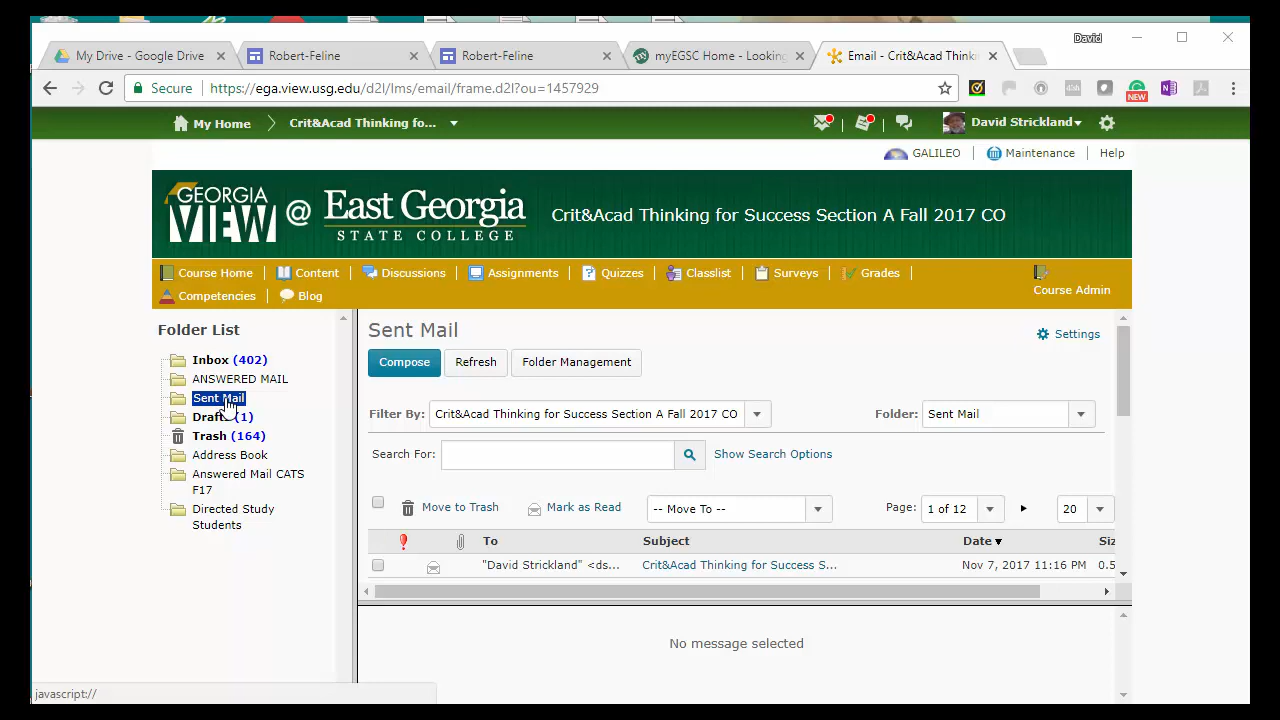 David
My Drive - Google Drive
Robert-Feline
Robert-Feline
myEGSC Home - Looking
Email - Crit&Acad Think
Secure
https://ega.view.usg.edu/d2l/lms/email/frame.d2l?ou=1457929
NEW
My Home
Crit&Acad Thinking fo...
David Strickland
GALILEO
Maintenance
Help
GEORGIA
VIEW @ East Georgia
STATE COLLEGE
Crit&Acad Thinking for Success Section A Fall 2017 CO
Course Home
Content
Discussions
Assignments
Quizzes
Classlist
Surveys
Grades
Course Admin
Competencies
Blog
Folder List
Inbox (402)
ANSWERED MAIL
Sent Mail
Drafts (1)
Trash (164)
Address Book
Answered Mail CATS
F17
Directed Study
Students
Sent Mail
Settings
Compose
Refresh
Folder Management
Filter By:
Crit&Acad Thinking for Success Section A Fall 2017 CO
Folder:
Sent Mail
Search For:
Show Search Options
Move to Trash
Mark as Read
-- Move To --
Page:
1 of 12
20
To
Subject
Date
Siz
"David Strickland" <ds...
Crit&Acad Thinking for Success S...
Nov 7, 2017 11:16 PM
0.5
No message selected
javascript://